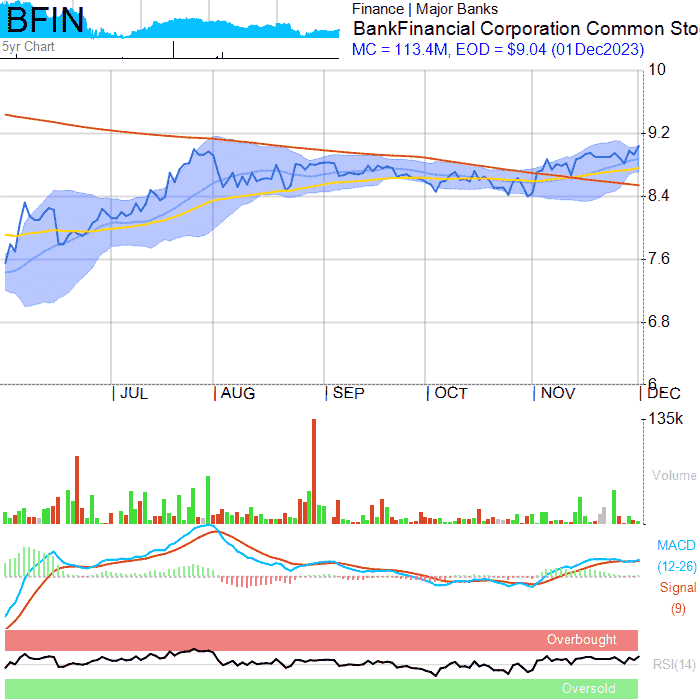 BFIN
5yr Chart
Finance | Major Banks
BankFinancial Corporation Common Sto
MC = 113.4M, EOD = $9.04 (01Dec2023)
10
9.2
8.4
7.6
6.8
6
JUL
AUG
SEP
OCT
NOV
DEC
135k
Volume
MACD
(12-26)
Signal
(9)
Overbought
RSI(14)
Oversold